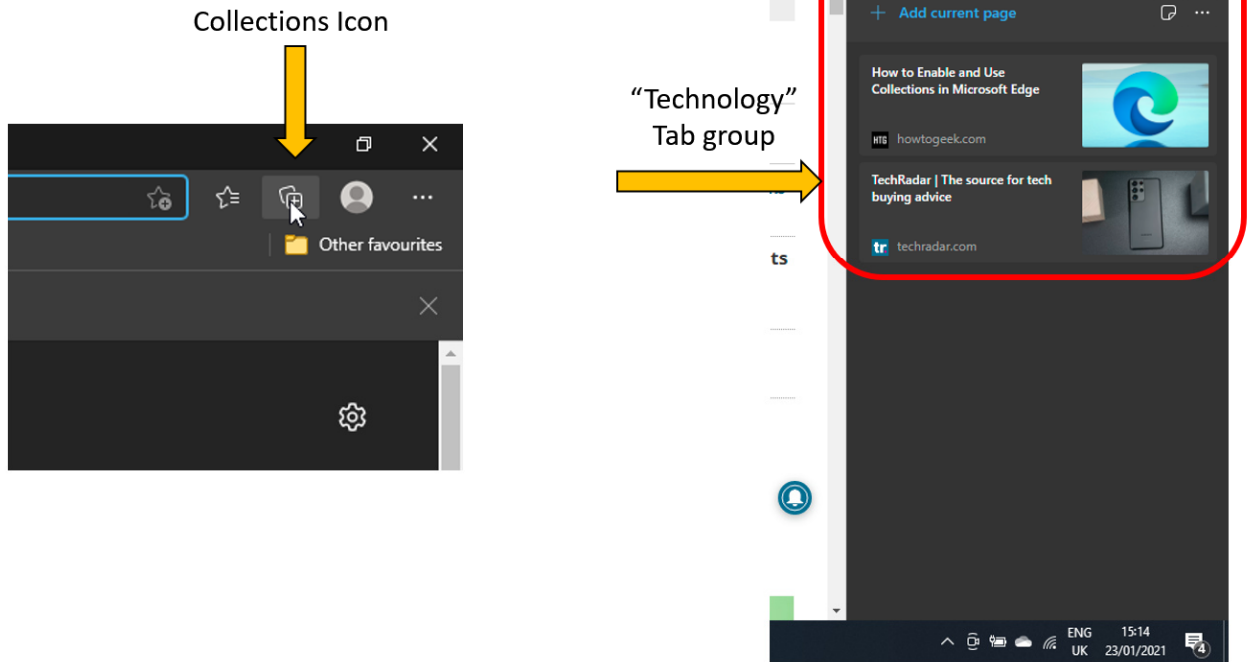 Collections Icon
Other favourites
“Technology”
Tab group
ts
Add current page
How to Enable and Use
Collections in Microsoft Edge
HTG howtogeek.com
TechRadar | The source for tech
buying advice
tr techradar.com
ENG
UK
15:14
23/01/2021
4